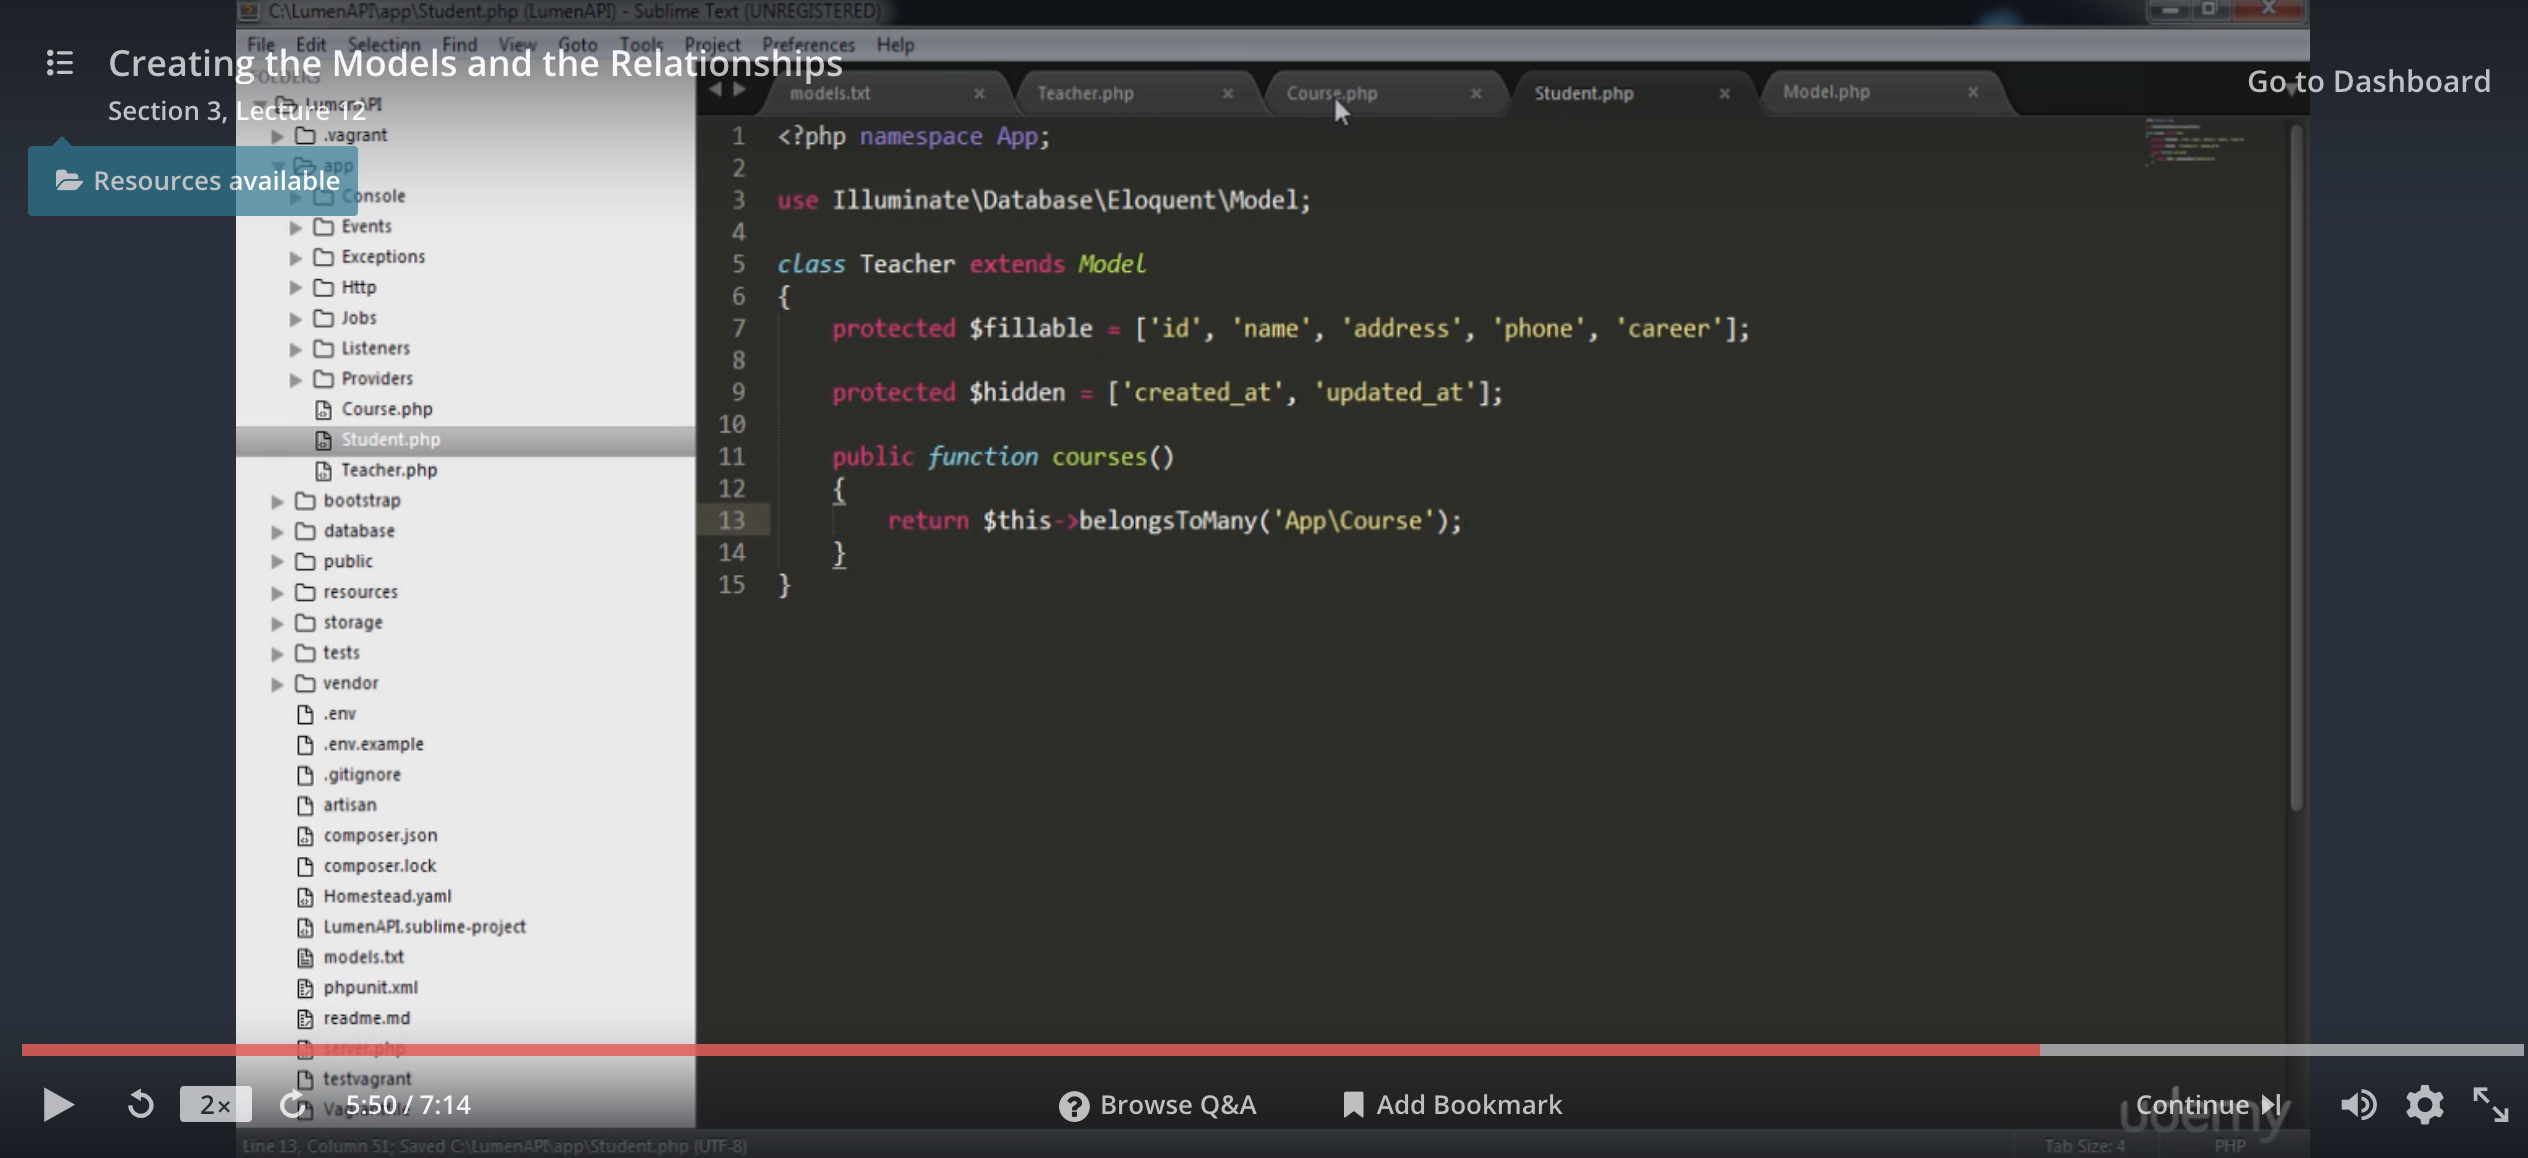 C:\LumenAPI\app\Student.php (LumenAPI) - Sublime Text (UNREGISTERED)
File Edit Selection Find View Goto Tools Project Preferences Help
Creating the Models and the Relationships
Section 3, Lecture 12
Go to Dashboard
Resources available
FOLDERS
LumenAPI
.vagrant
app
Console
Events
Exceptions
Http
Jobs
Listeners
Providers
Course.php
Student.php
Teacher.php
bootstrap
database
public
resources
storage
tests
vendor
.env
.env.example
.gitignore
artisan
composer.json
composer.lock
Homestead.yaml
LumenAPI.sublime-project
models.txt
phpunit.xml
readme.md
server.php
testvagrant
models.txt × Teacher.php × Course.php × Student.php × Model.php ×
1 <?php namespace App;
2
3 use Illuminate\Database\Eloquent\Model;
4
5 class Teacher extends Model
6 {
7 protected $fillable = ['id', 'name', 'address', 'phone', 'career'];
8
9 protected $hidden = ['created_at', 'updated_at'];
10
11 public function courses()
12 {
13 return $this->belongsToMany('App\Course');
14 }
15 }
2× 5:50 / 7:14
Browse Q&A
Add Bookmark
Continue
udemy
Line 13, Column 51; Saved C:\LumenAPI\app\Student.php (UTF-8)
Tab Size: 4
PHP